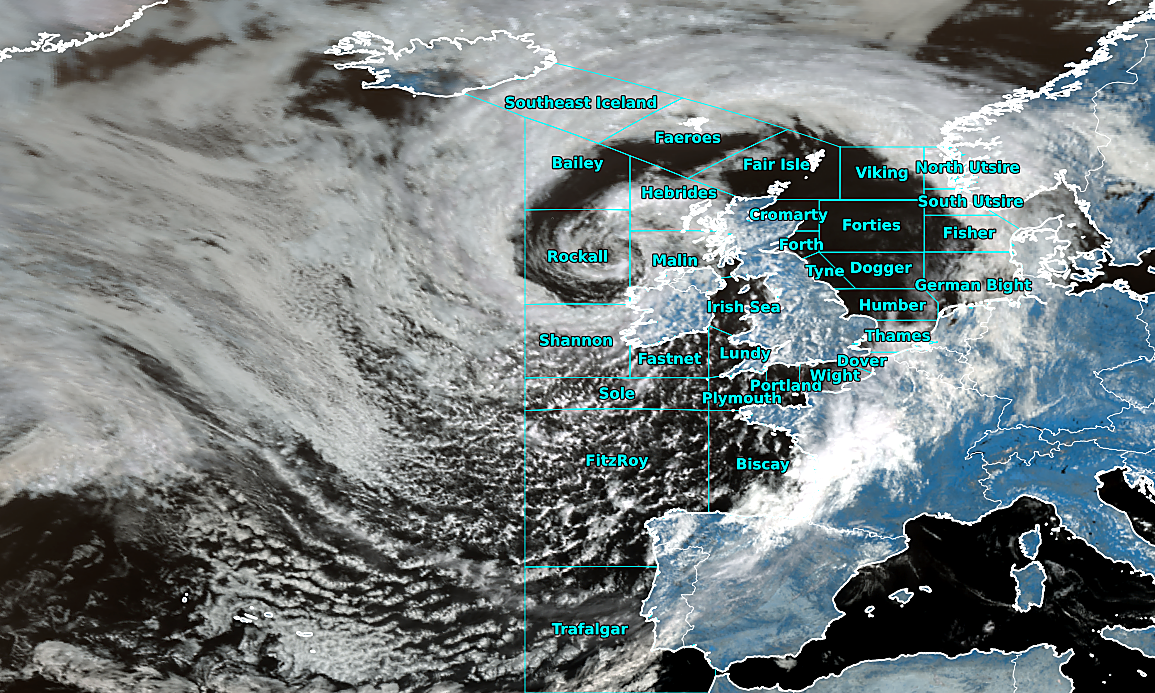 Southeast Iceland
Faeroes
Bailey
Fair Isle
Viking
North Utsire
Hebrides
South Utsire
Cromarty
Forties
Fisher
Forth
Rockall
Malin
Tyne
Dogger
German Bight
Irish Sea
Humber
Thames
Shannon
Fastnet
Lundy
Dover
Wight
Portland
Sole
Plymouth
FitzRoy
Biscay
Trafalgar